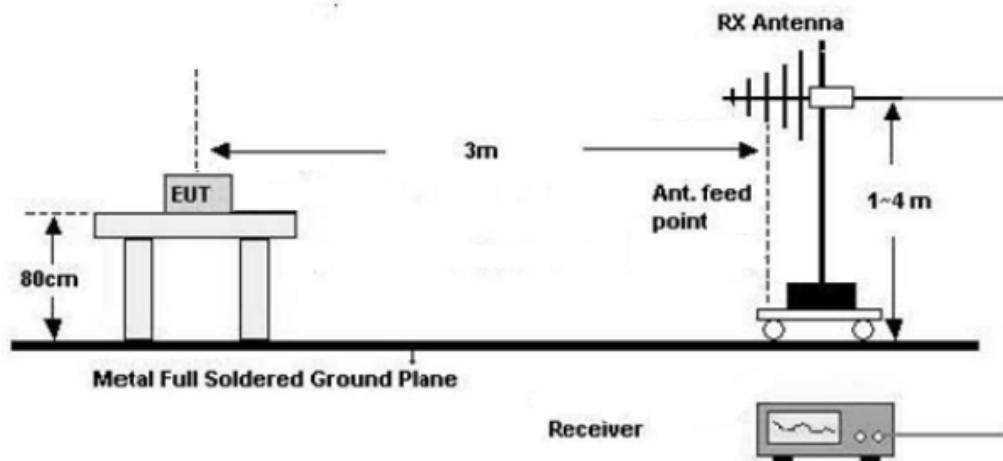 RX Antenna
3m
EUT
Ant. feed
point
1~4 m
80cm
Metal Full Soldered Ground Plane
Receiver